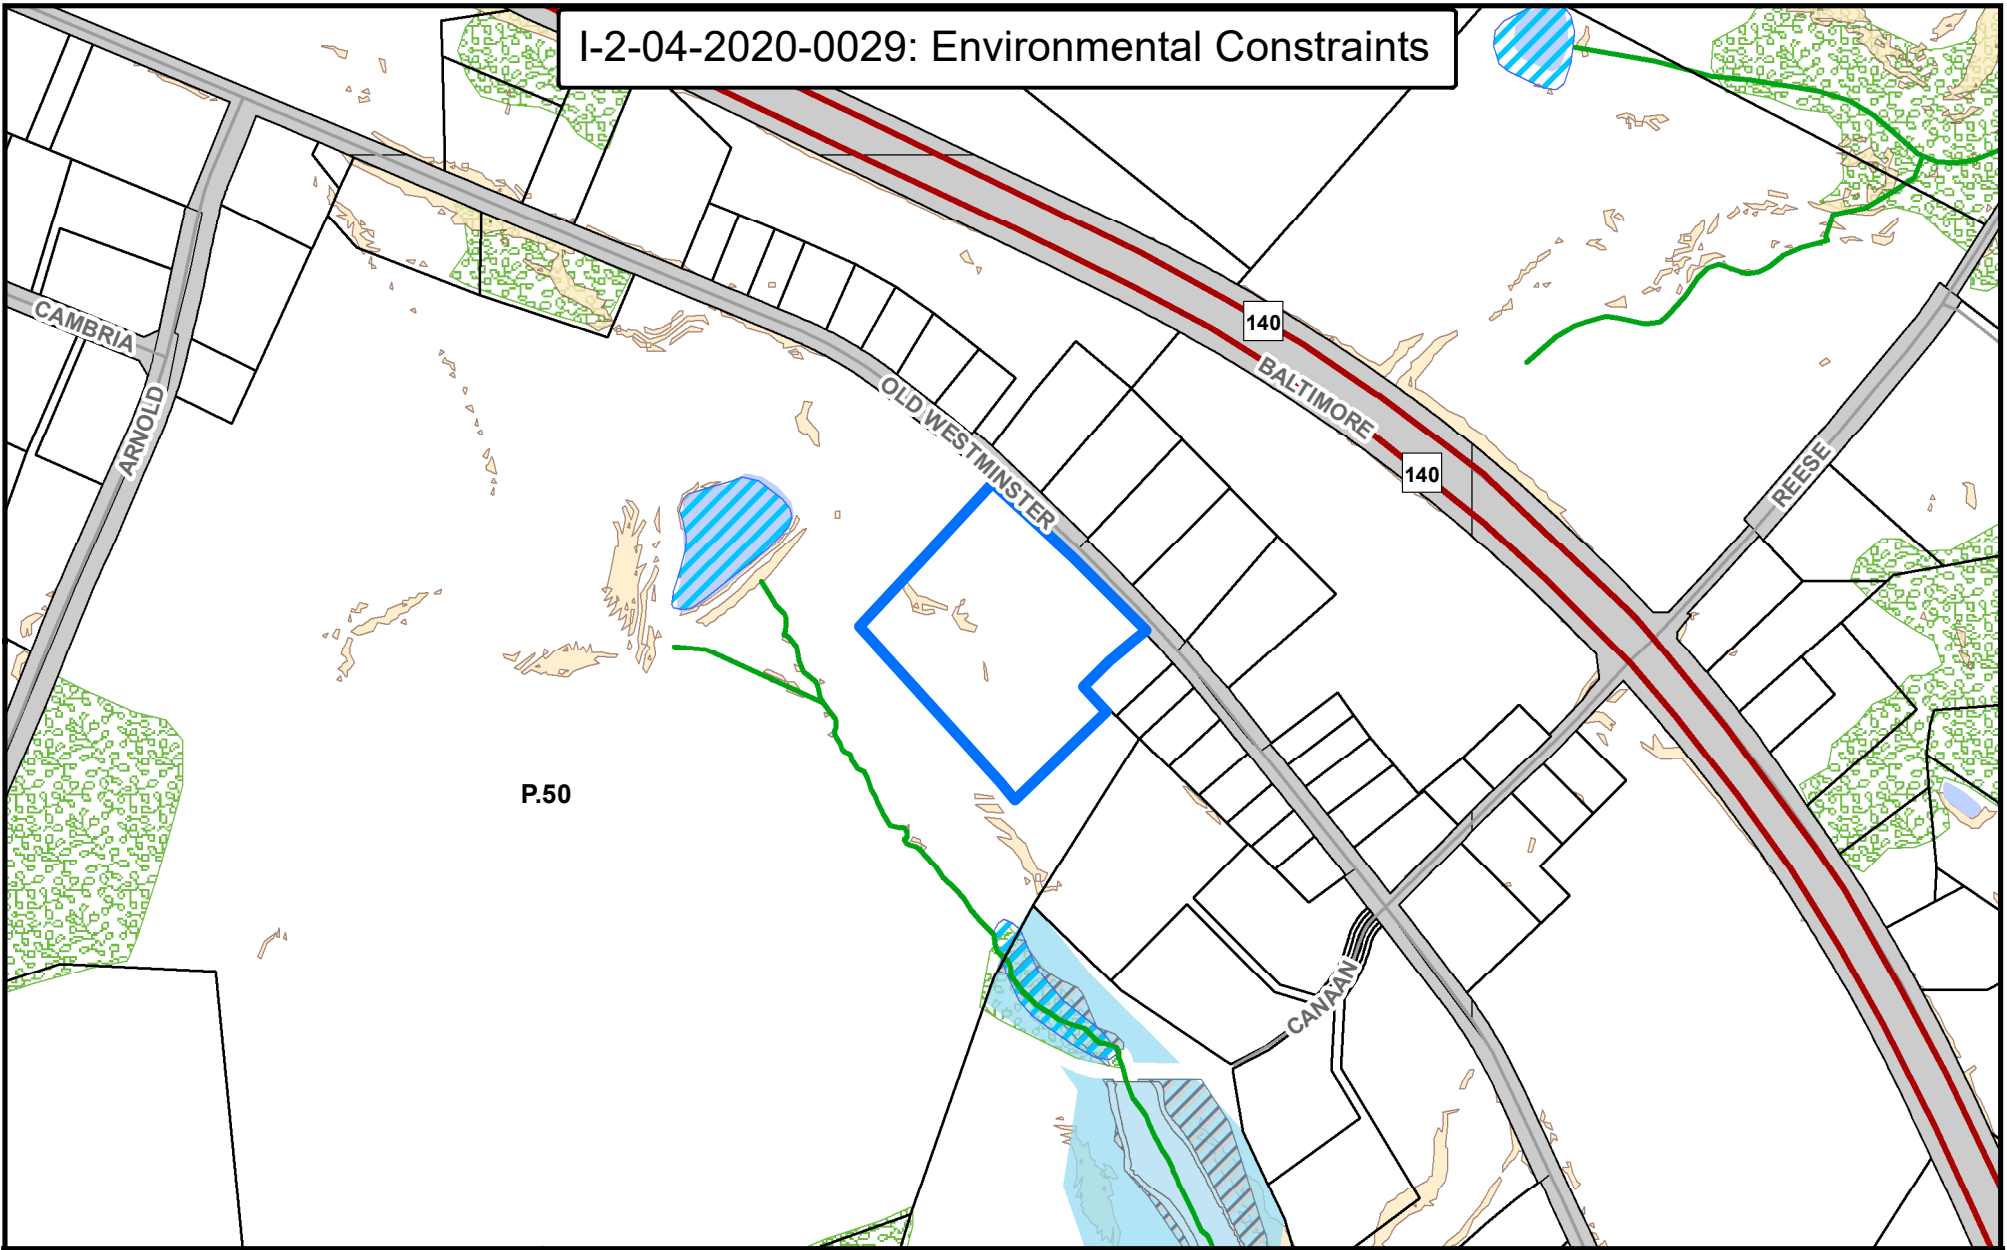 I-2-04-2020-0029: Environmental Constraints
CAMBRIA
ARNOLD
OLD WESTMINSTER
140
BALTIMORE
140
REESE
P.50
CANAAN